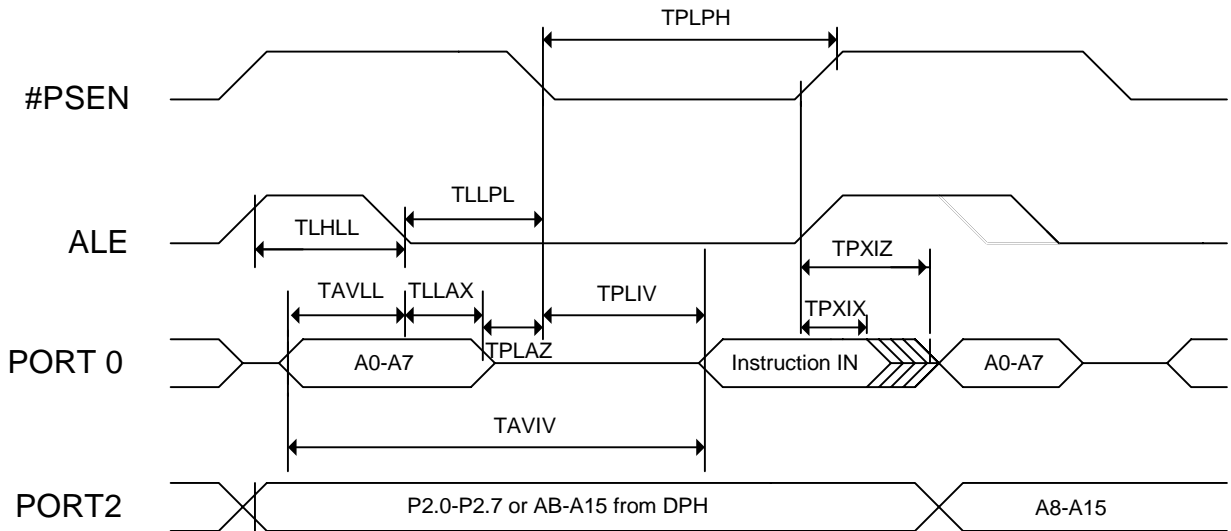 TPLPH
#PSEN
TLLPL
TLHLL
ALE
TPXIZ
TAVLL
TLLAX
TPLIV
TPXIX
TPLAZ
PORT 0
A0-A7
Instruction IN
A0-A7
TAVIV
PORT2
P2.0-P2.7 or AB-A15 from DPH
A8-A15